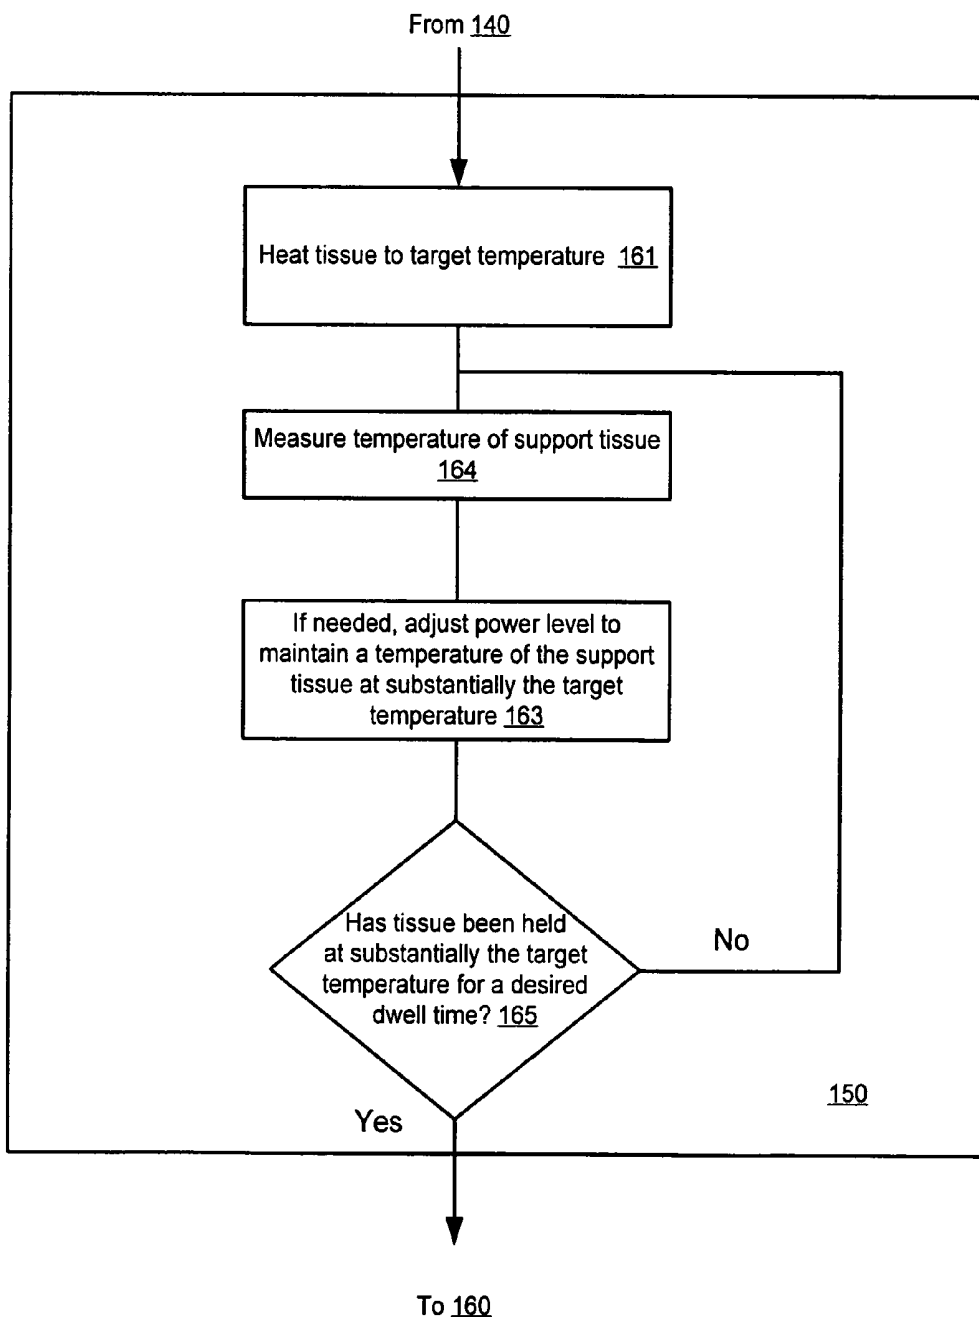 From 140
Heat tissue to target temperature 161
Measure temperature of support tissue
164
If needed, adjust power level to
maintain a temperature of the support
tissue at substantially the target
temperature 163
Has tissue been held
at substantially the target
temperature for a desired
dwell time? 165
No
150
Yes
To 160